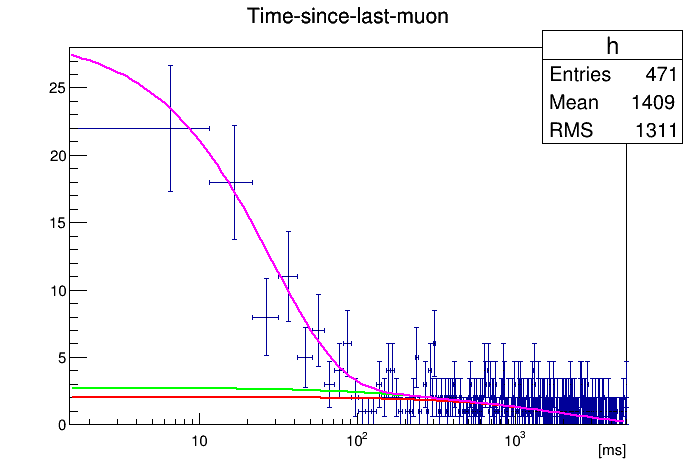 Time-since-last-muon
h
Entries 471
Mean 1409
RMS 1311
25
20
15
10
5
0
10 10² 10³
[ms]